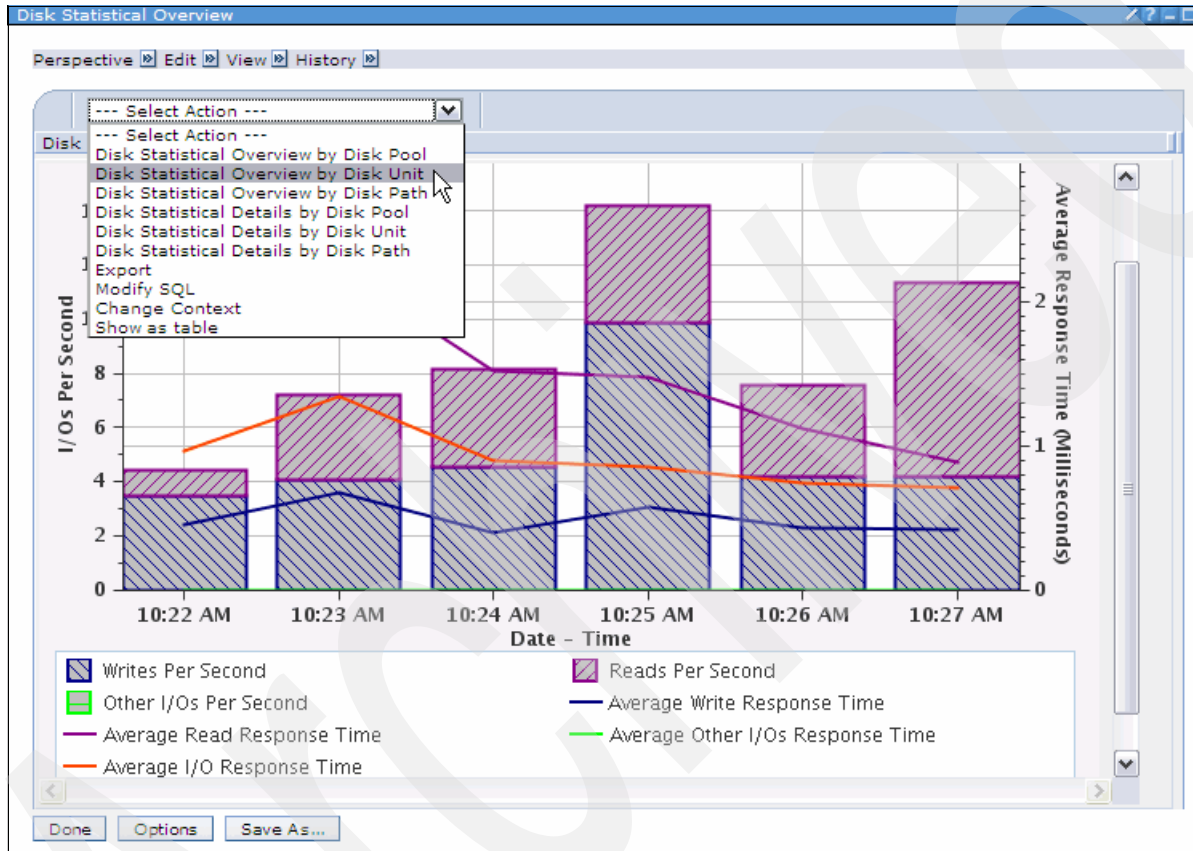 Disk Statistical Overview
Perspective Edit View History
--- Select Action ---
Disk
--- Select Action ---
Disk Statistical Overview by Disk Pool
Disk Statistical Overview by Disk Unit
Disk Statistical Overview by Disk Path
Disk Statistical Details by Disk Pool
Disk Statistical Details by Disk Unit
Disk Statistical Details by Disk Path
Export
Modify SQL
Change Context
Show as table
I/Os Per Second
8
6
4
2
0
Average Response Time (Milliseconds)
2
1
0
10:22 AM 10:23 AM 10:24 AM 10:25 AM 10:26 AM 10:27 AM
Date - Time
Writes Per Second Reads Per Second
Other I/Os Per Second Average Write Response Time
Average Read Response Time Average Other I/Os Response Time
Average I/O Response Time
Done Options Save As...